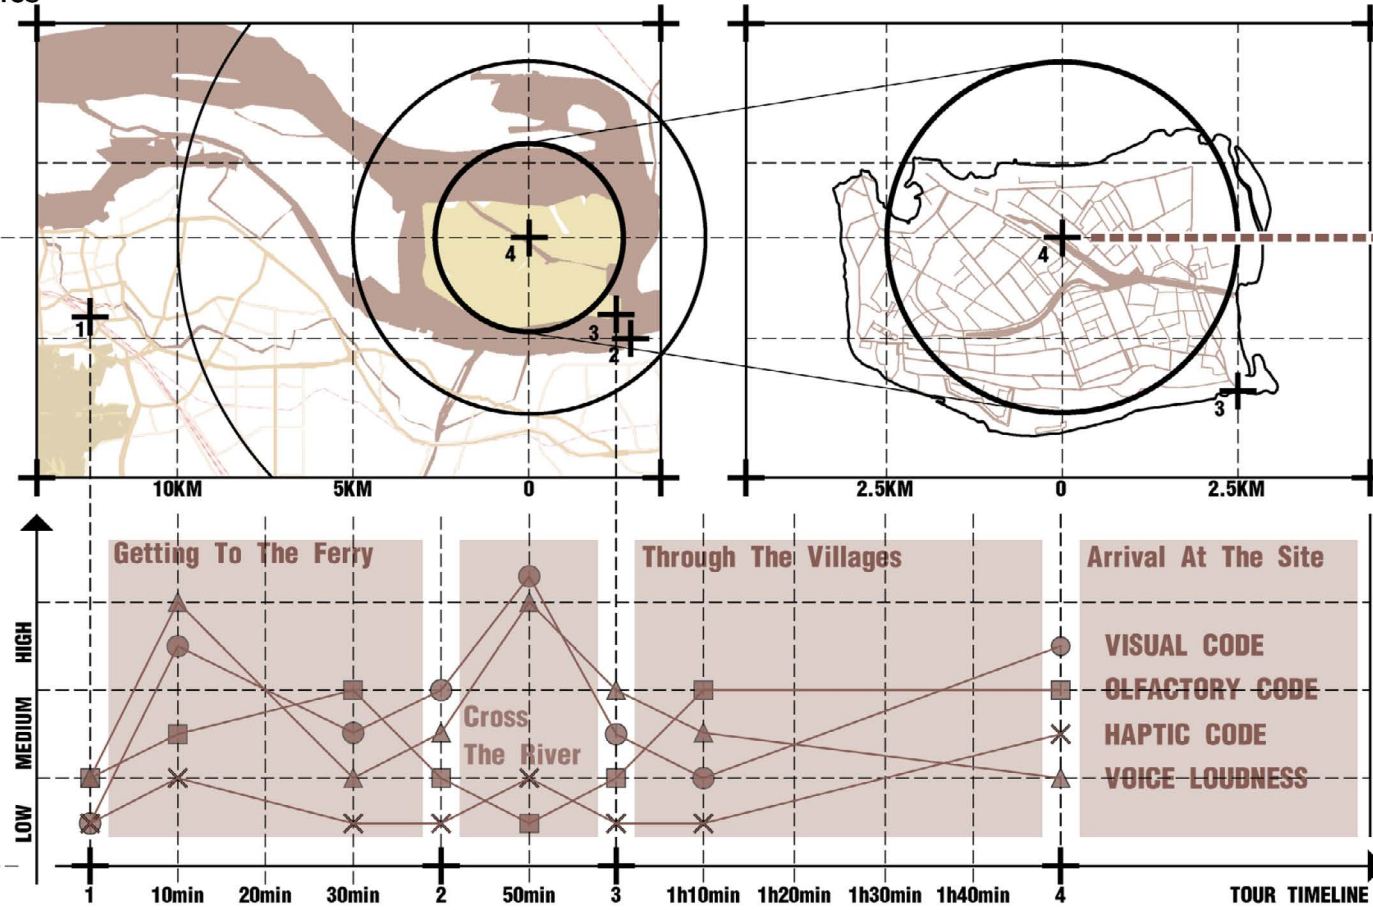 4
1
3
2
10KM 5KM 0
4
3
2.5KM 0 2.5KM
Getting To The Ferry
Through The Villages
Arrival At The Site
HIGH
MEDIUM
LOW
Cross
The River
VISUAL CODE
OLFACTORY CODE
HAPTIC CODE
VOICE LOUDNESS
1 10min 20min 30min 2 50min 3 1h10min 1h20min 1h30min 1h40min 4 TOUR TIMELINE